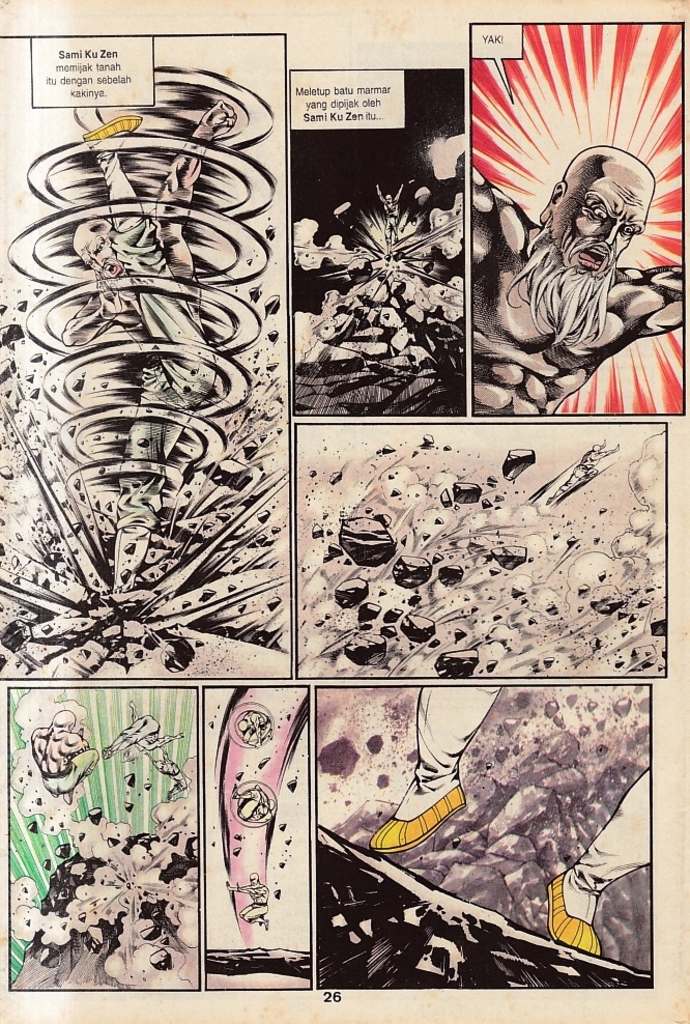 Sami Ku Zen
memijak tanah
itu dengan sebelah
kakinya.
Meletup batu marmar
yang dipijak oleh
Sami Ku Zen itu...
YAK!
26